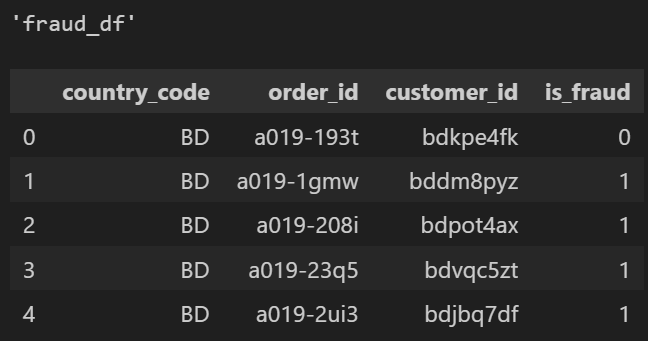 'fraud_df'
country_code order_id customer_id is_fraud
0 BD a019-193t bdkpe4fk 0
1 BD a019-1gmw bddm8pyz 1
2 BD a019-208i bdpot4ax 1
3 BD a019-23q5 bdvqc5zt 1
4 BD a019-2ui3 bdjbq7df 1